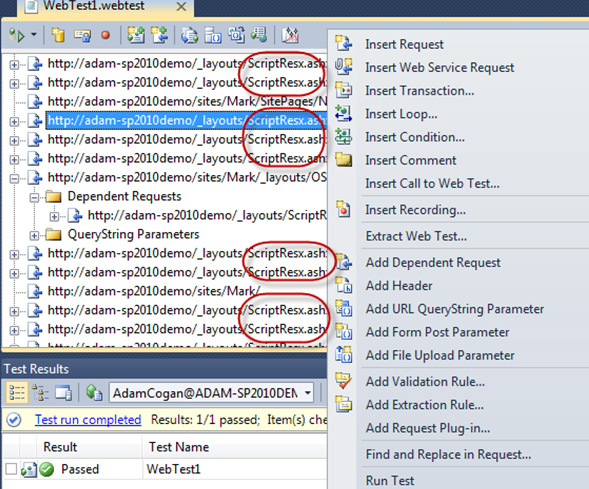 WebTest1.webtest
http://adam-sp2010demo/_layouts/ScriptResx.ash
http://adam-sp2010demo/_layouts/ScriptResx.ash
http://adam-sp2010demo/sites/Mark/SitePages/N
http://adam-sp2010demo/_layouts/ScriptResx.ash
http://adam-sp2010demo/_layouts/ScriptResx.ash
http://adam-sp2010demo/_layouts/ScriptResx.ash
http://adam-sp2010demo/sites/Mark/_layouts/OS
Dependent Requests
http://adam-sp2010demo/_layouts/ScriptR
QueryString Parameters
http://adam-sp2010demo/_layouts/ScriptResx.ash
http://adam-sp2010demo/_layouts/ScriptResx.ash
http://adam-sp2010demo/sites/Mark/
http://adam-sp2010demo/_layouts/ScriptResx.ash
http://adam-sp2010demo/_layouts/ScriptResx.ash
Insert Request
Insert Web Service Request
Insert Transaction...
Insert Loop...
Insert Condition...
Insert Comment
Insert Call to Web Test...
Insert Recording...
Extract Web Test...
Add Dependent Request
Add Header
Add URL QueryString Parameter
Add Form Post Parameter
Add File Upload Parameter
Add Validation Rule...
Add Extraction Rule...
Add Request Plug-in...
Find and Replace in Request...
Run Test
Test Results
AdamCogan@ADAM-SP2010DEM
Test run completed Results: 1/1 passed; Item(s) che
Result Test Name
Passed WebTest1